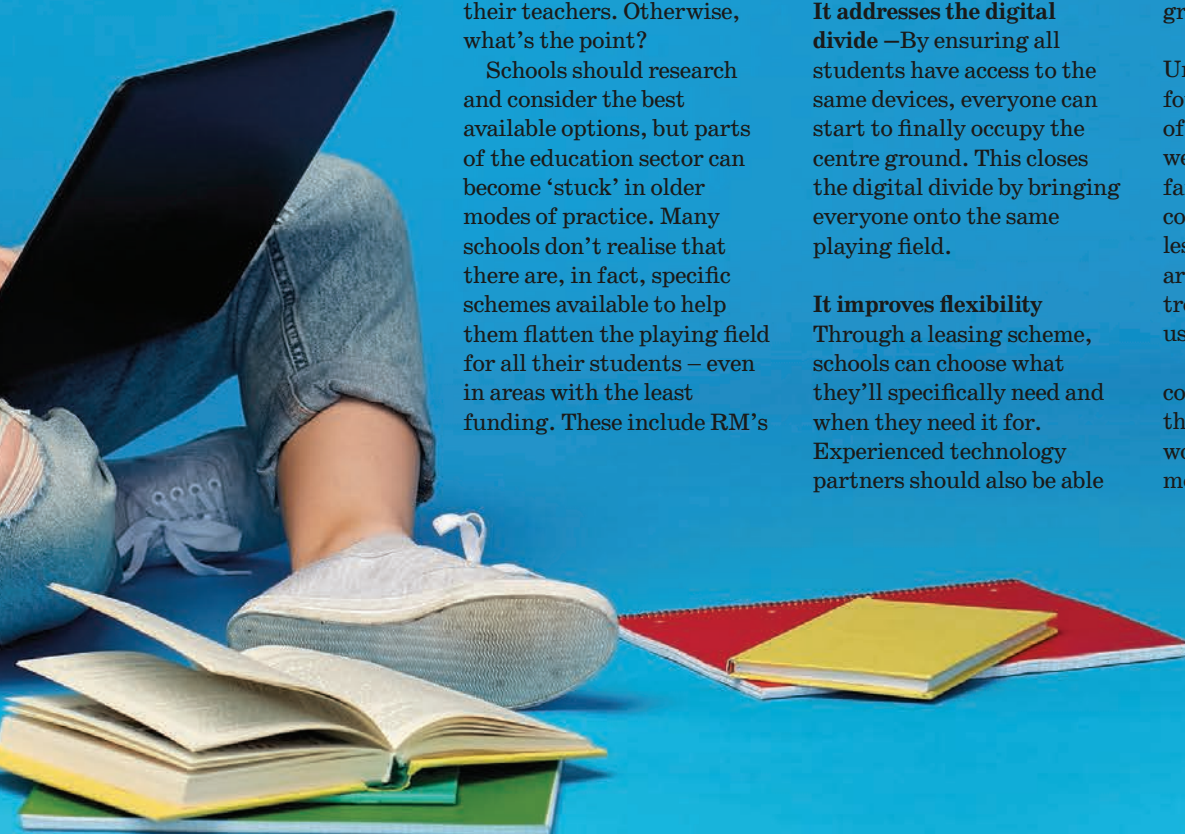 their teachers. Otherwise,
what’s the point?
Schools should research
and consider the best
available options, but parts
of the education sector can
become ‘stuck’ in older
modes of practice. Many
schools don’t realise that
there are, in fact, specific
schemes available to help
them flatten the playing field
for all their students – even
in areas with the least
funding. These include RM’s
It addresses the digital
divide –By ensuring all
students have access to the
same devices, everyone can
start to finally occupy the
centre ground. This closes
the digital divide by bringing
everyone onto the same
playing field.
It improves flexibility
Through a leasing scheme,
schools can choose what
they’ll specifically need and
when they need it for.
Experienced technology
partners should also be able